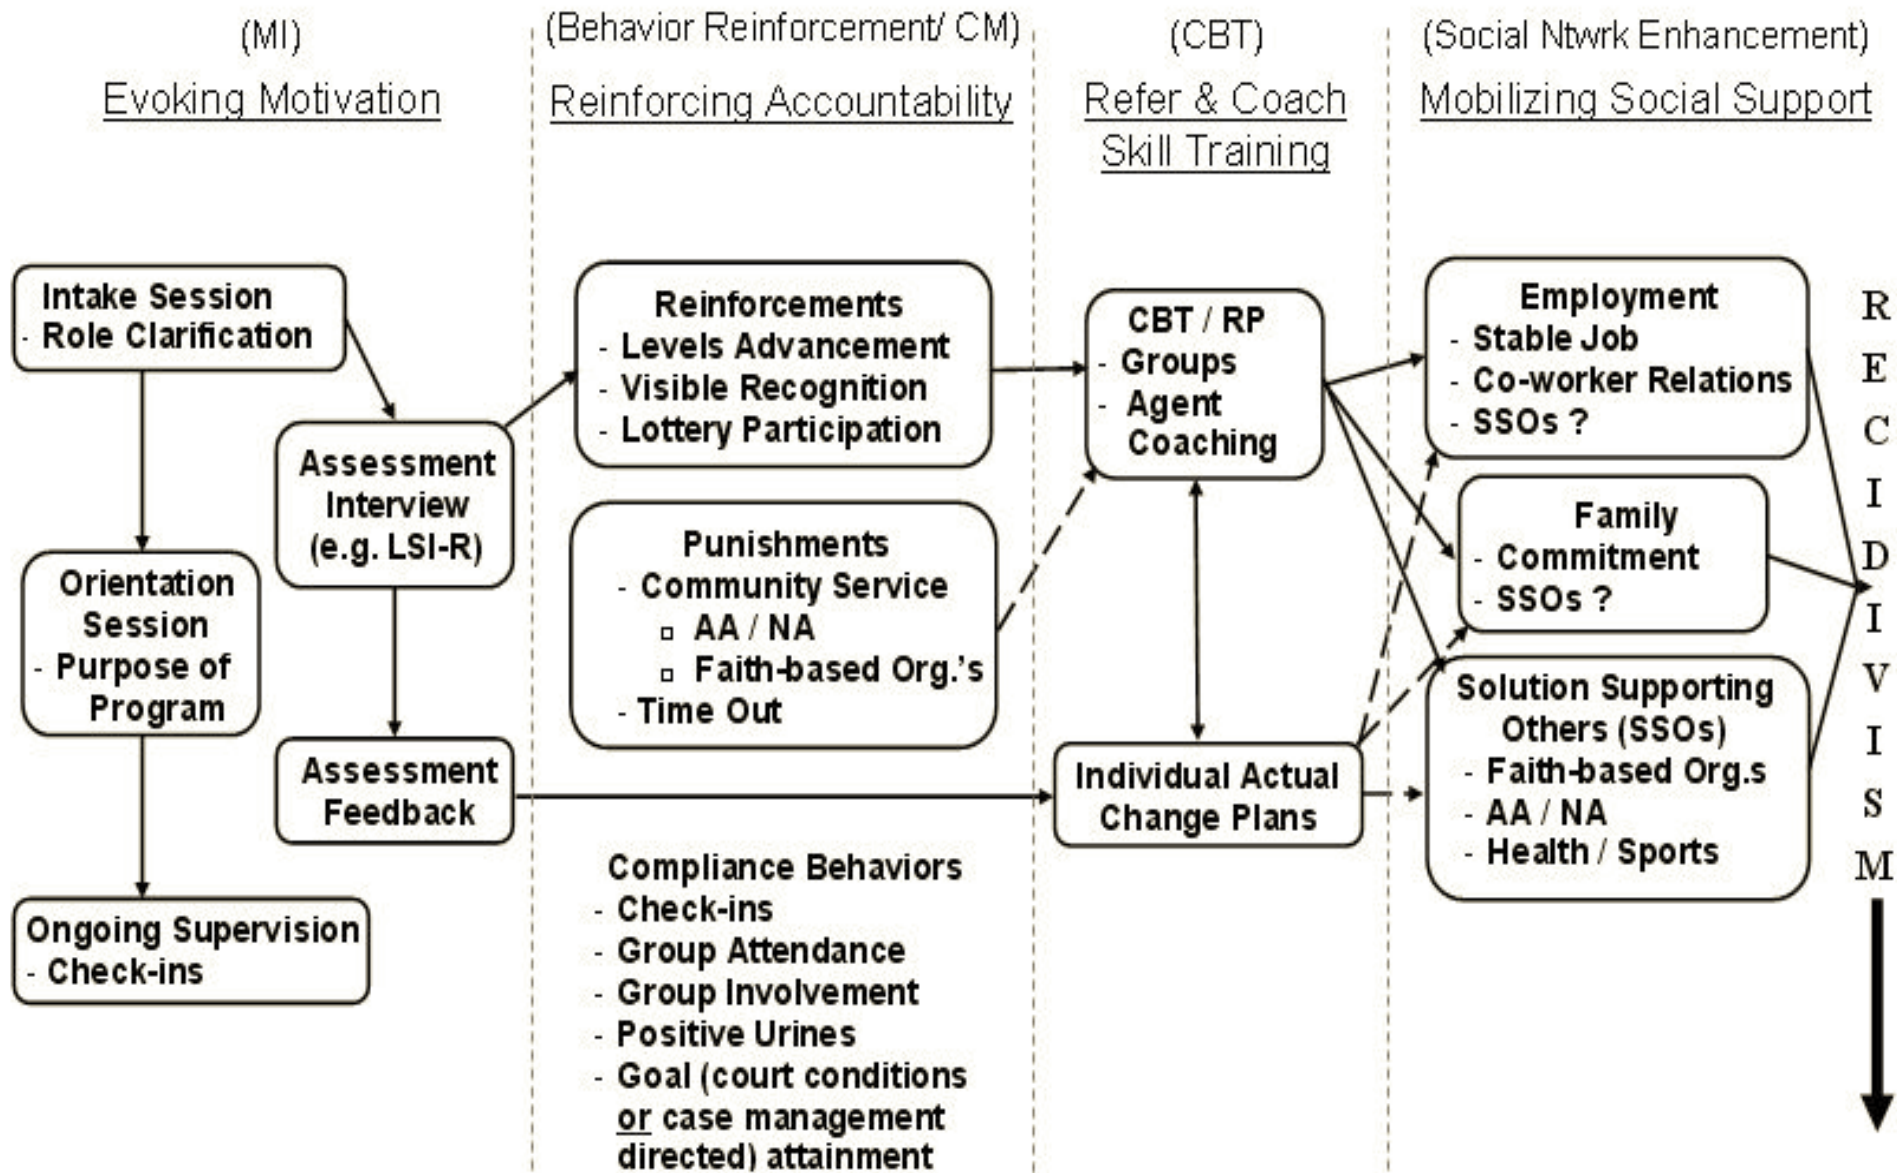 (MI)
Evoking Motivation
(Behavior Reinforcement/ CM)
Reinforcing Accountability
(CBT)
Refer & Coach
Skill Training
(Social Ntwrk Enhancement)
Mobilizing Social Support
Intake Session
- Role Clarification
Assessment
Interview
(e.g. LSI-R)
Orientation
Session
- Purpose of
Program
Assessment
Feedback
Ongoing Supervision
- Check-ins
Reinforcements
- Levels Advancement
- Visible Recognition
- Lottery Participation
Punishments
- Community Service
▫ AA / NA
▫ Faith-based Org.'s
- Time Out
Compliance Behaviors
- Check-ins
- Group Attendance
- Group Involvement
- Positive Urines
- Goal (court conditions
or case management
directed) attainment
CBT / RP
- Groups
- Agent
Coaching
Individual Actual
Change Plans
Employment
- Stable Job
- Co-worker Relations
- SSOs ?
Family
- Commitment
- SSOs ?
Solution Supporting
Others (SSOs)
- Faith-based Org.s
- AA / NA
- Health / Sports
R
E
C
I
D
I
V
I
S
M